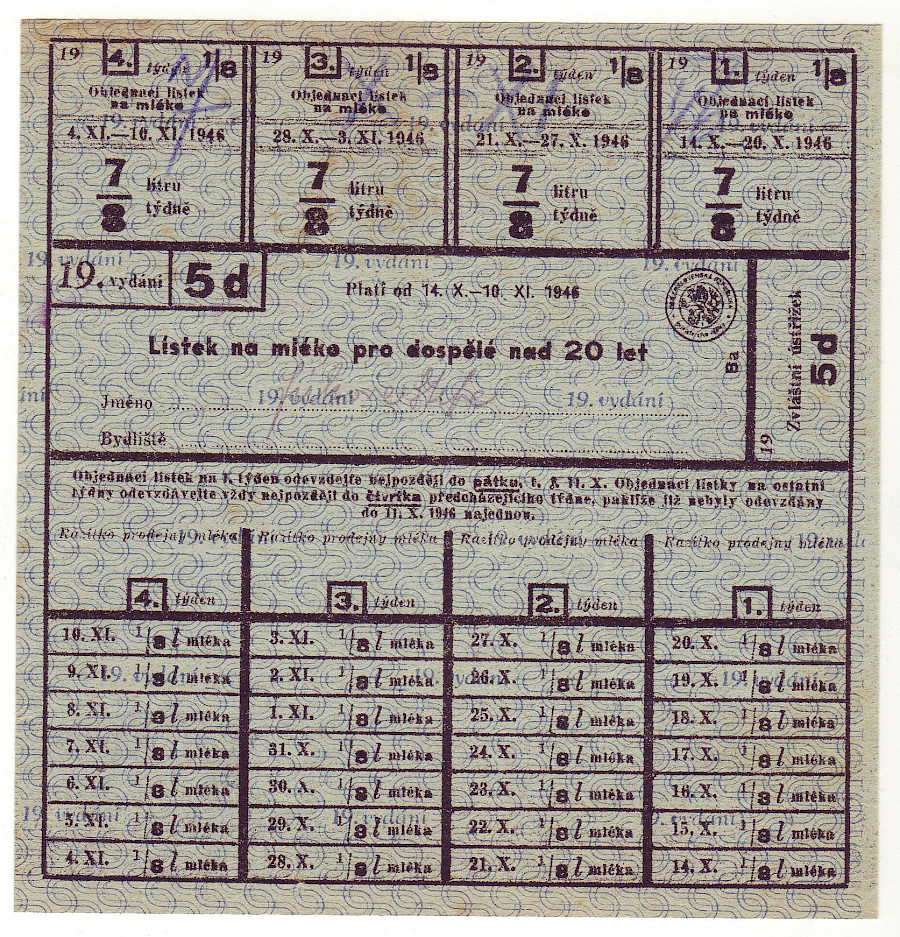 19 4. týden 1/8
Objednací lístek
na mléko
4. XI.—10. XI. 1946
7/8 litru
týdně
19 3. týden 1/8
Objednací lístek
na mléko
28. X.—3. XI. 1946
7/8 litru
týdně
19 2. týden 1/8
Objednací lístek
na mléko
21. X.—27. X. 1946
7/8 litru
týdně
19 1. týden 1/8
Objednací lístek
na mléko
14. X.—20. X. 1946
7/8 litru
týdně
19. vydání 5d
Platí od 14. X.—10. XI. 1946
Lístek na mléko pro dospělé nad 20 let
Jméno
Bydliště
Ba
19 Zvláštní ústřižek
5d
Objednací lístek na 1. týden odevzdejte nejpozději do pátku, t. j. 11. X. Objednací lístky na ostatní
týdny odevzdávejte vždy nejpozději do čtvrtka předcházejícího týdne, pakliže již nebyly odevzdány
do 11. X. 1946 najednou.
Razítko prodejny mléka Razítko prodejny mléka Razítko prodejny mléka Razítko prodejny mléka
4. týden 3. týden 2. týden 1. týden
10. XI. 1/8 l mléka 3. XI. 1/8 l mléka 27. X. 1/8 l mléka 20. X. 1/8 l mléka
9. XI. 1/8 l mléka 2. XI. 1/8 l mléka 26. X. 1/8 l mléka 19. X. 1/8 l mléka
8. XI. 1/8 l mléka 1. XI. 1/8 l mléka 25. X. 1/8 l mléka 18. X. 1/8 l mléka
7. XI. 1/8 l mléka 31. X. 1/8 l mléka 24. X. 1/8 l mléka 17. X. 1/8 l mléka
6. XI. 1/8 l mléka 30. X. 1/8 l mléka 23. X. 1/8 l mléka 16. X. 1/8 l mléka
5. XI. 1/8 l mléka 29. X. 1/8 l mléka 22. X. 1/8 l mléka 15. X. 1/8 l mléka
4. XI. 1/8 l mléka 28. X. 1/8 l mléka 21. X. 1/8 l mléka 14. X. 1/8 l mléka